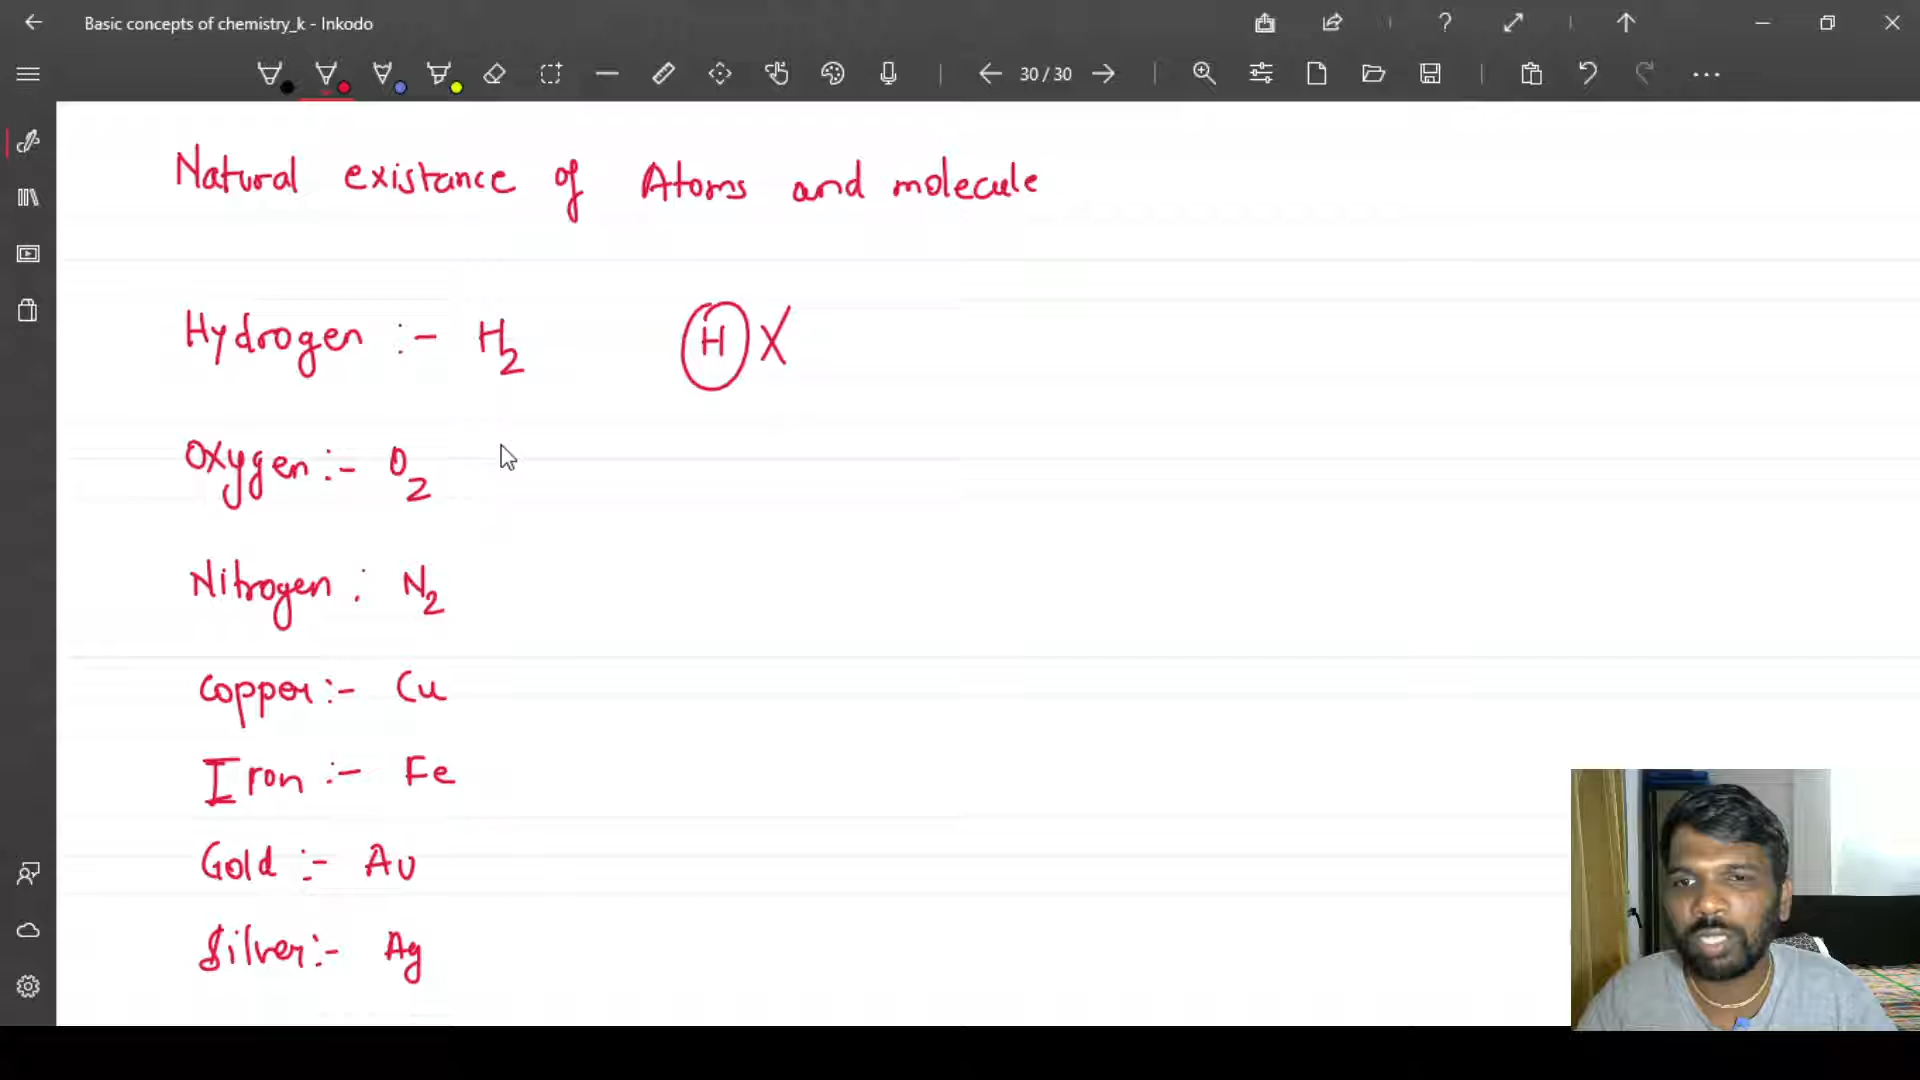 Basic concepts of chemistry_k - Inkodo
30 / 30
Natural existance of Atoms and molecule
Hydrogen :- H2 H X
Oxygen :- O2
Nitrogen : N2
Copper :- Cu
Iron :- Fe
Gold :- Au
Silver :- Ag